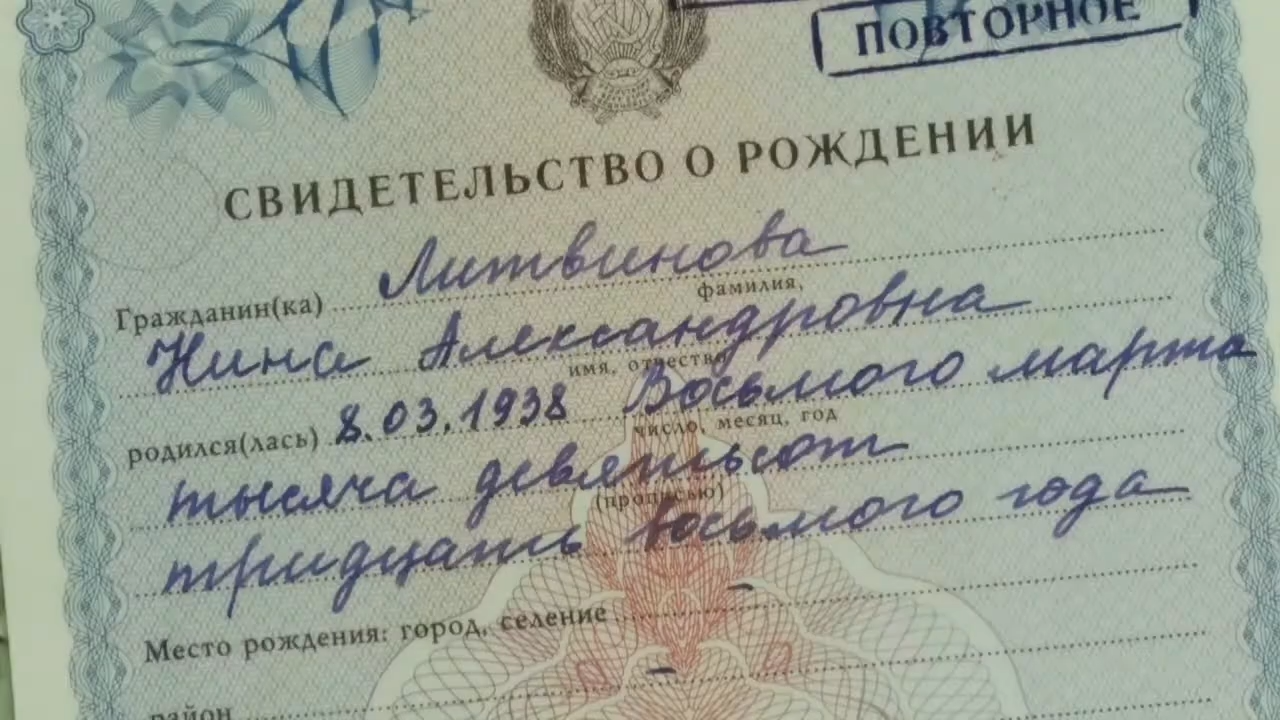 ПОВТОРНОЕ
СВИДЕТЕЛЬСТВО О РОЖДЕНИИ
Гражданин(ка) Литвинова
фамилия,
Нина Александровна
имя, отчество
родился(лась) 8.03.1938 Восьмого марта
число, месяц, год
тысяча девятьсот
(прописью)
тридцать восьмого года
Место рождения: город, селение –
район –